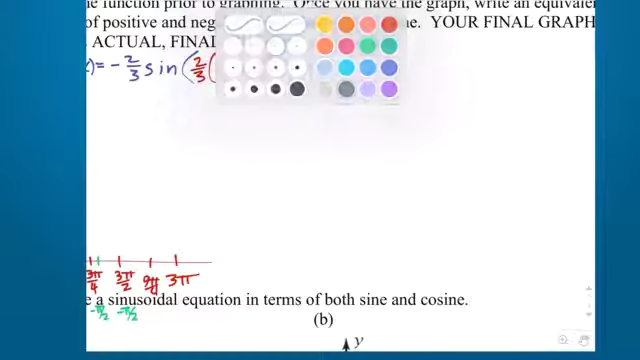 e function prior to graphing. Once you have the graph, write an equivalen
of positive and neg ne. YOUR FINAL GRAPH
S ACTUAL, FINAL
)= -2/3 sin (2/3 (
3π/4 3π/2 9π/4 3π
e a sinusoidal equation in terms of both sine and cosine.
-π/2 -π/2
(b)
y